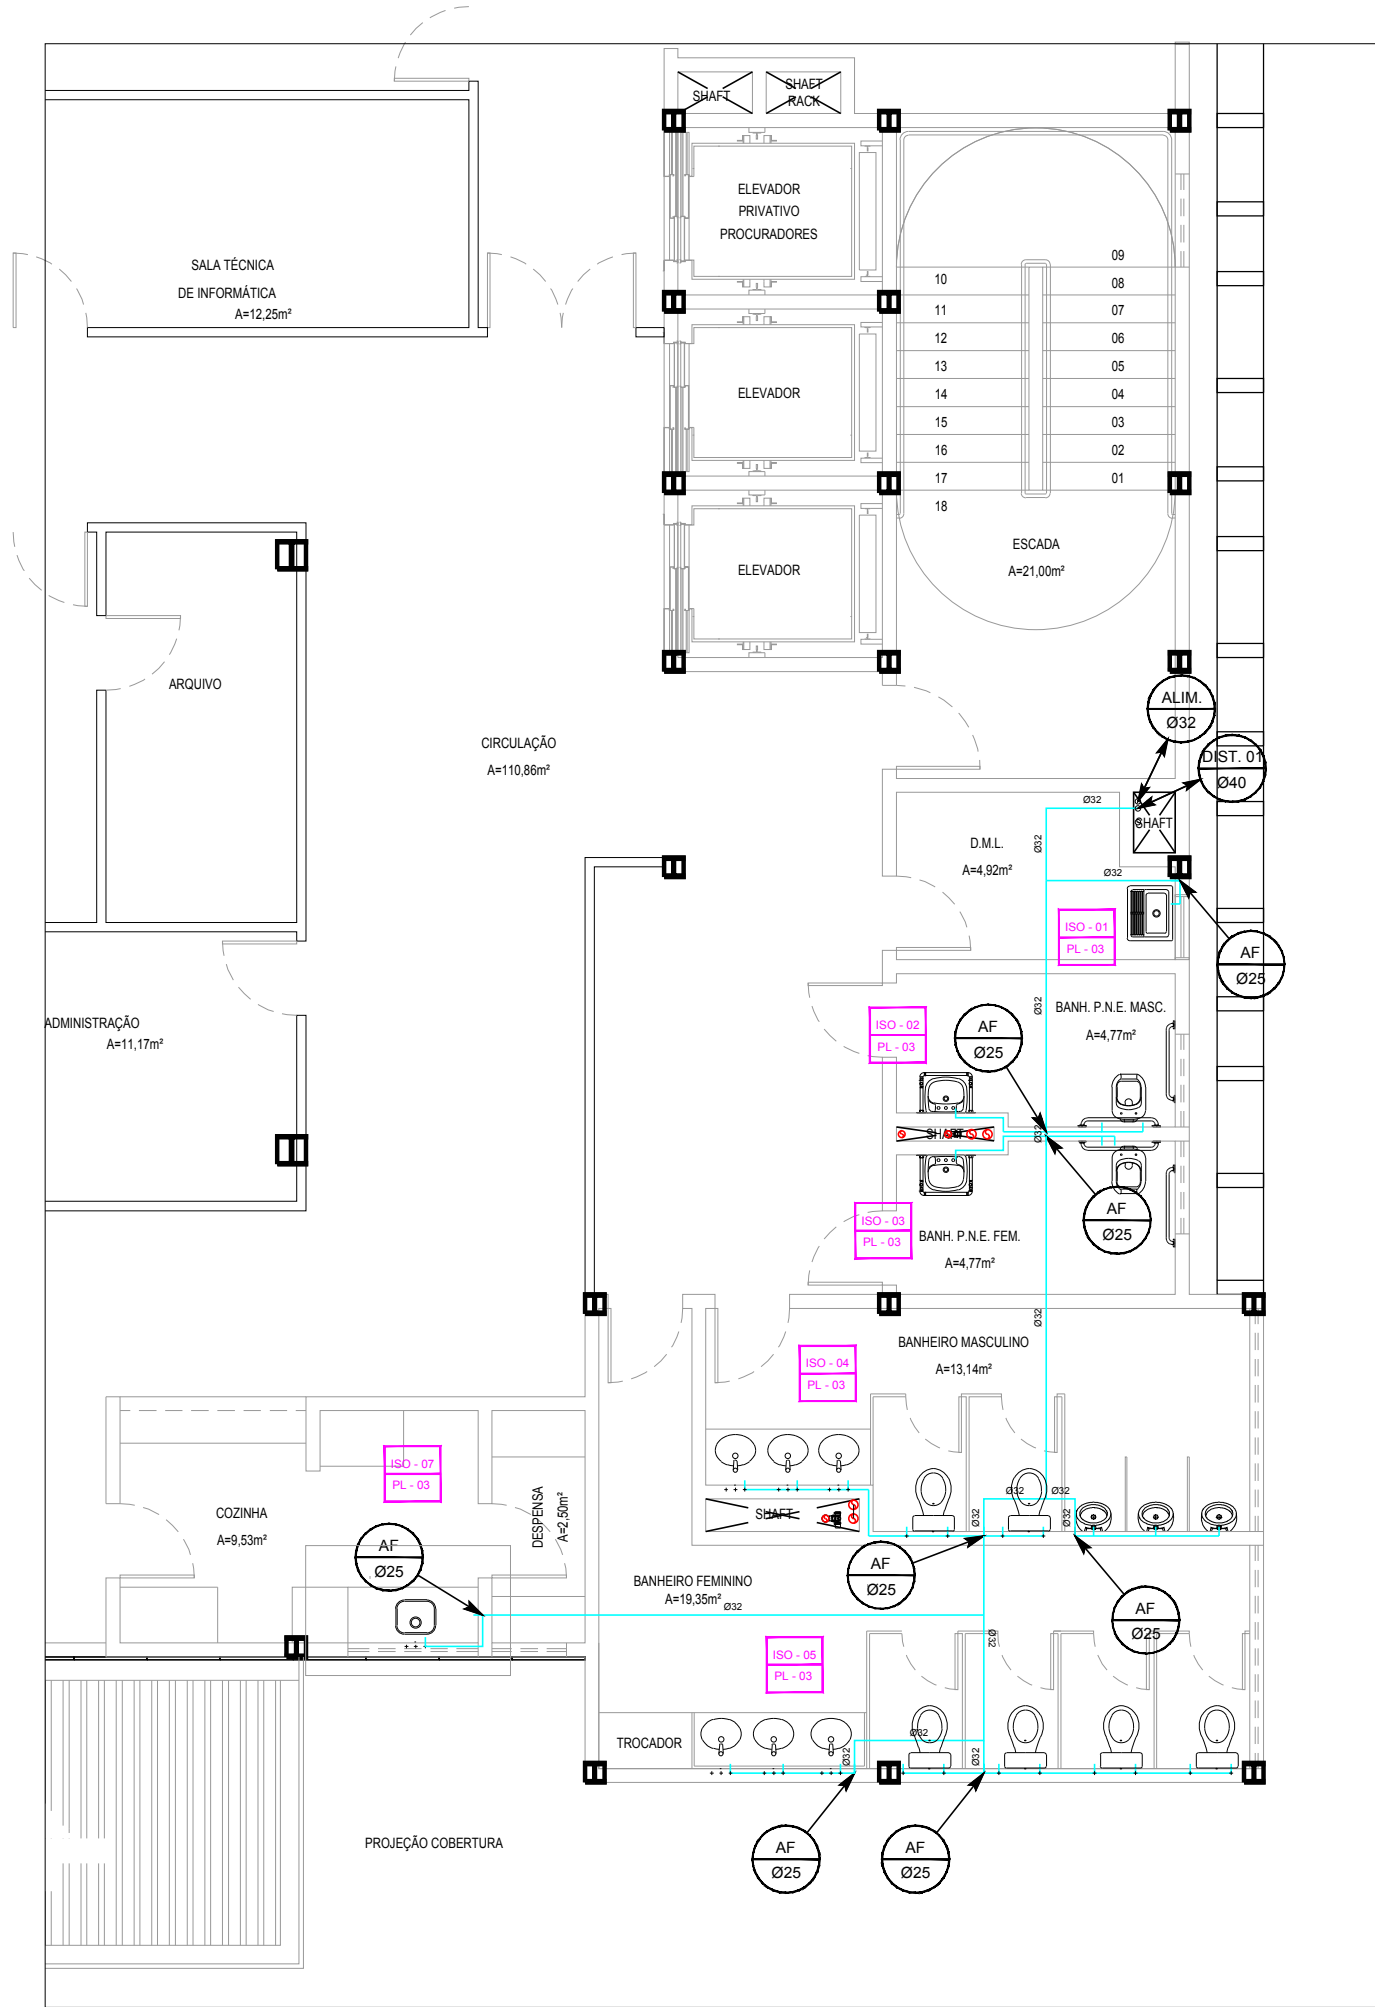 SHAFT
SHAFT
RACK
ELEVADOR
PRIVATIVO
PROCURADORES
SALA TÉCNICA
DE INFORMÁTICA
A=12,25m²
09
10
08
11
07
12
06
13
05
14
04
15
03
16
02
17
01
18
ELEVADOR
ELEVADOR
ESCADA
A=21,00m²
ARQUIVO
CIRCULAÇÃO
A=110,86m²
ALIM.
Ø32
DIST. 01
Ø40
Ø32
SHAFT
Ø32
D.M.L.
A=4,92m²
Ø32
ISO - 01
PL - 03
AF
Ø25
ADMINISTRAÇÃO
A=11,17m²
ISO - 02
PL - 03
AF
Ø25
Ø32
BANH. P.N.E. MASC.
A=4,77m²
SHAFT
Ø32
ISO - 03
PL - 03
BANH. P.N.E. FEM.
A=4,77m²
AF
Ø25
Ø32
BANHEIRO MASCULINO
A=13,14m²
ISO - 04
PL - 03
ISO - 07
PL - 03
COZINHA
A=9,53m²
DESPENSA
A=2,50m²
SHAFT
Ø32
Ø32
Ø32
Ø32
AF
Ø25
AF
Ø25
AF
Ø25
BANHEIRO FEMININO
A=19,35m²
Ø32
Ø32
ISO - 05
PL - 03
TROCADOR
Ø32
Ø32
Ø32
PROJEÇÃO COBERTURA
AF
Ø25
AF
Ø25